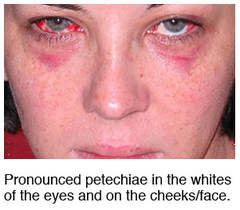 Pronounced petechiae in the whites
of the eyes and on the cheeks/face.